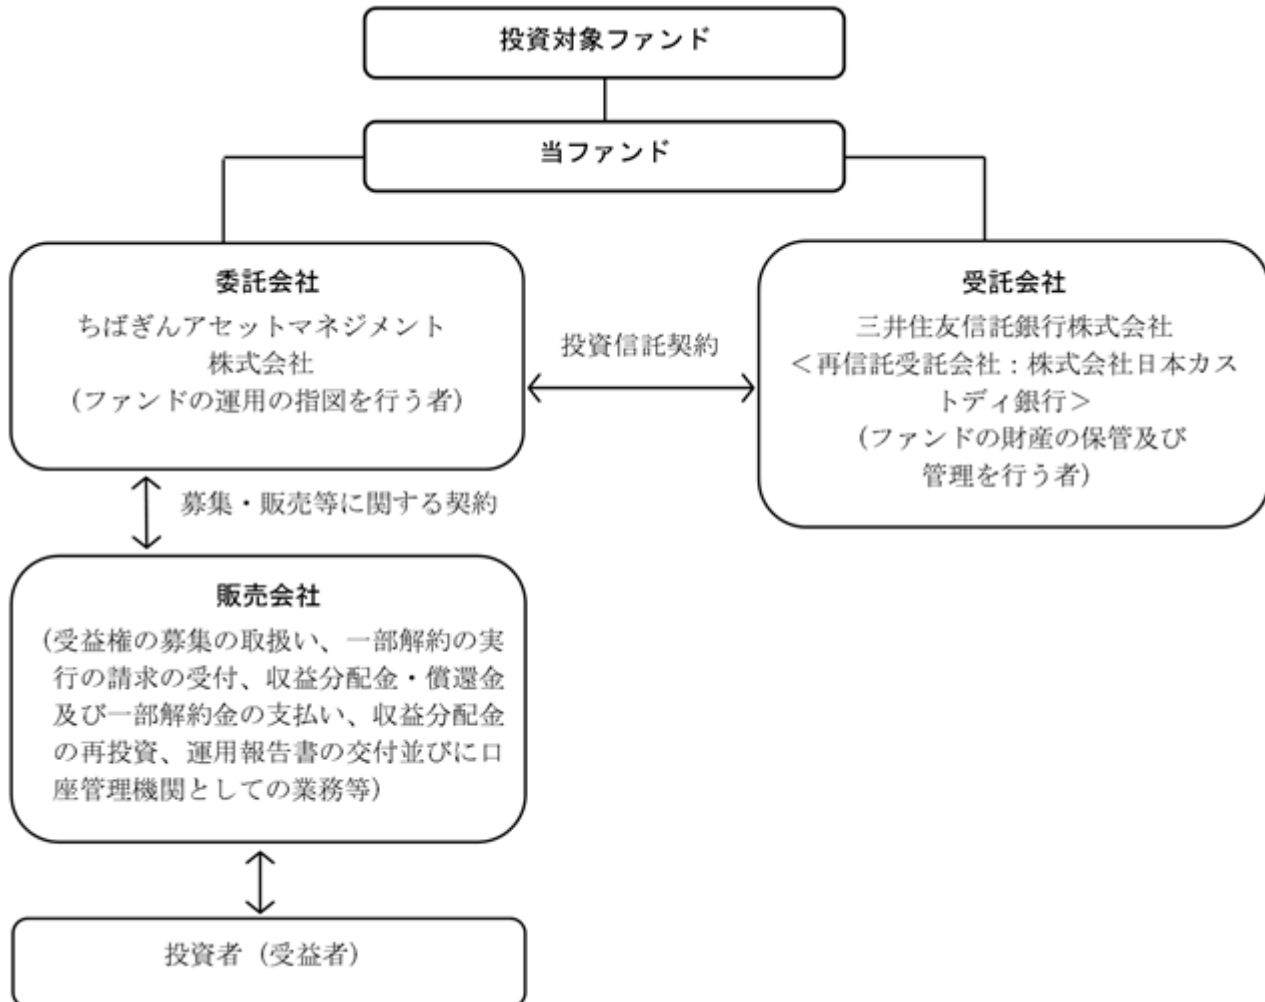 投資対象ファンド
当ファンド
委託会社
ちばぎんアセットマネジメント
株式会社
(ファンドの運用の指図を行う者)
投資信託契約
受託会社
三井住友信託銀行株式会社
<再信託受託会社：株式会社日本カス
トディ銀行>
(ファンドの財産の保管及び
管理を行う者)
募集・販売等に関する契約
販売会社
(受益権の募集の取扱い、一部解約の実
行の請求の受付、収益分配金・償還金
及び一部解約金の支払い、収益分配金
の再投資、運用報告書の交付並びに口
座管理機関としての業務等)
投資者（受益者）